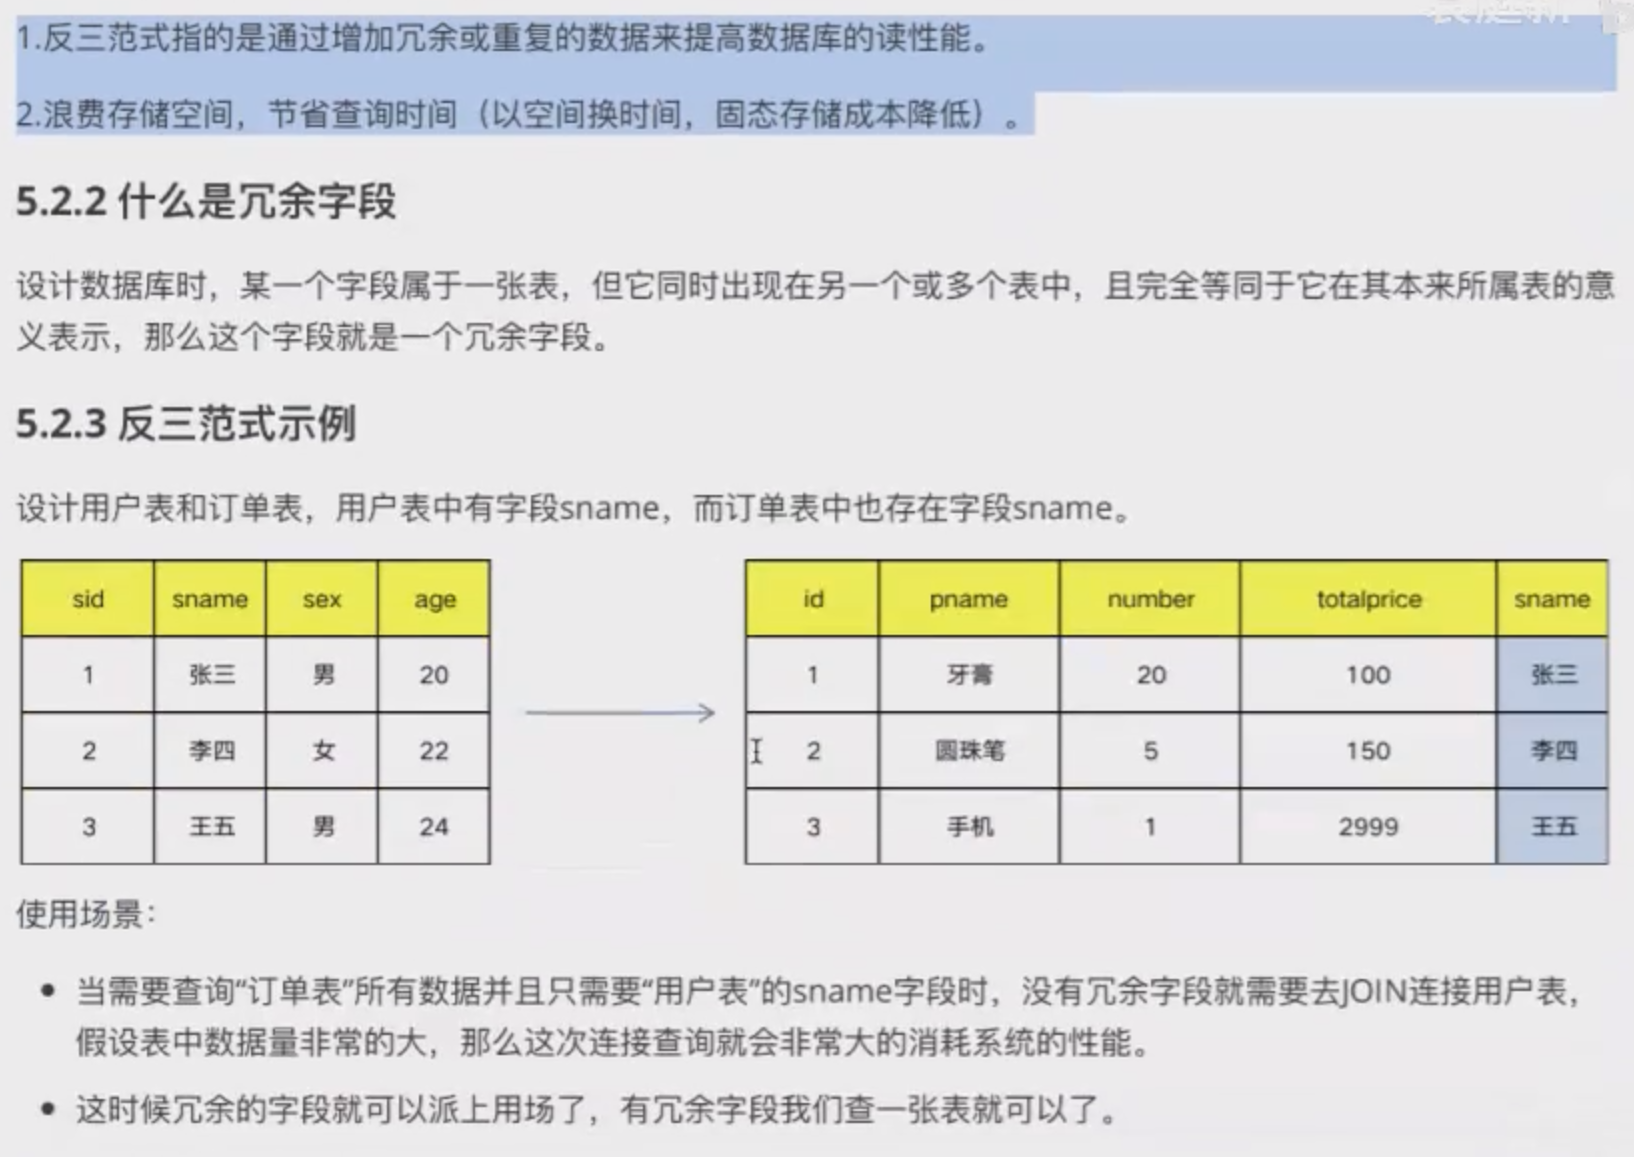 1.反三范式指的是通过增加冗余或重复的数据来提高数据库的读性能。
2.浪费存储空间，节省查询时间（以空间换时间，固态存储成本降低）。
5.2.2 什么是冗余字段
设计数据库时，某一个字段属于一张表，但它同时出现在另一个或多个表中，且完全等同于它在其本来所属表的意
义表示，那么这个字段就是一个冗余字段。
5.2.3 反三范式示例
设计用户表和订单表，用户表中有字段sname，而订单表中也存在字段sname。
sid sname sex age
1 张三 男 20
2 李四 女 22
3 王五 男 24
id pname number totalprice sname
1 牙膏 20 100 张三
2 圆珠笔 5 150 李四
3 手机 1 2999 王五
使用场景：
• 当需要查询“订单表”所有数据并且只需要“用户表”的sname字段时，没有冗余字段就需要去JOIN连接用户表，
假设表中数据量非常的大，那么这次连接查询就会非常大的消耗系统的性能。
• 这时候冗余的字段就可以派上用场了，有冗余字段我们查一张表就可以了。